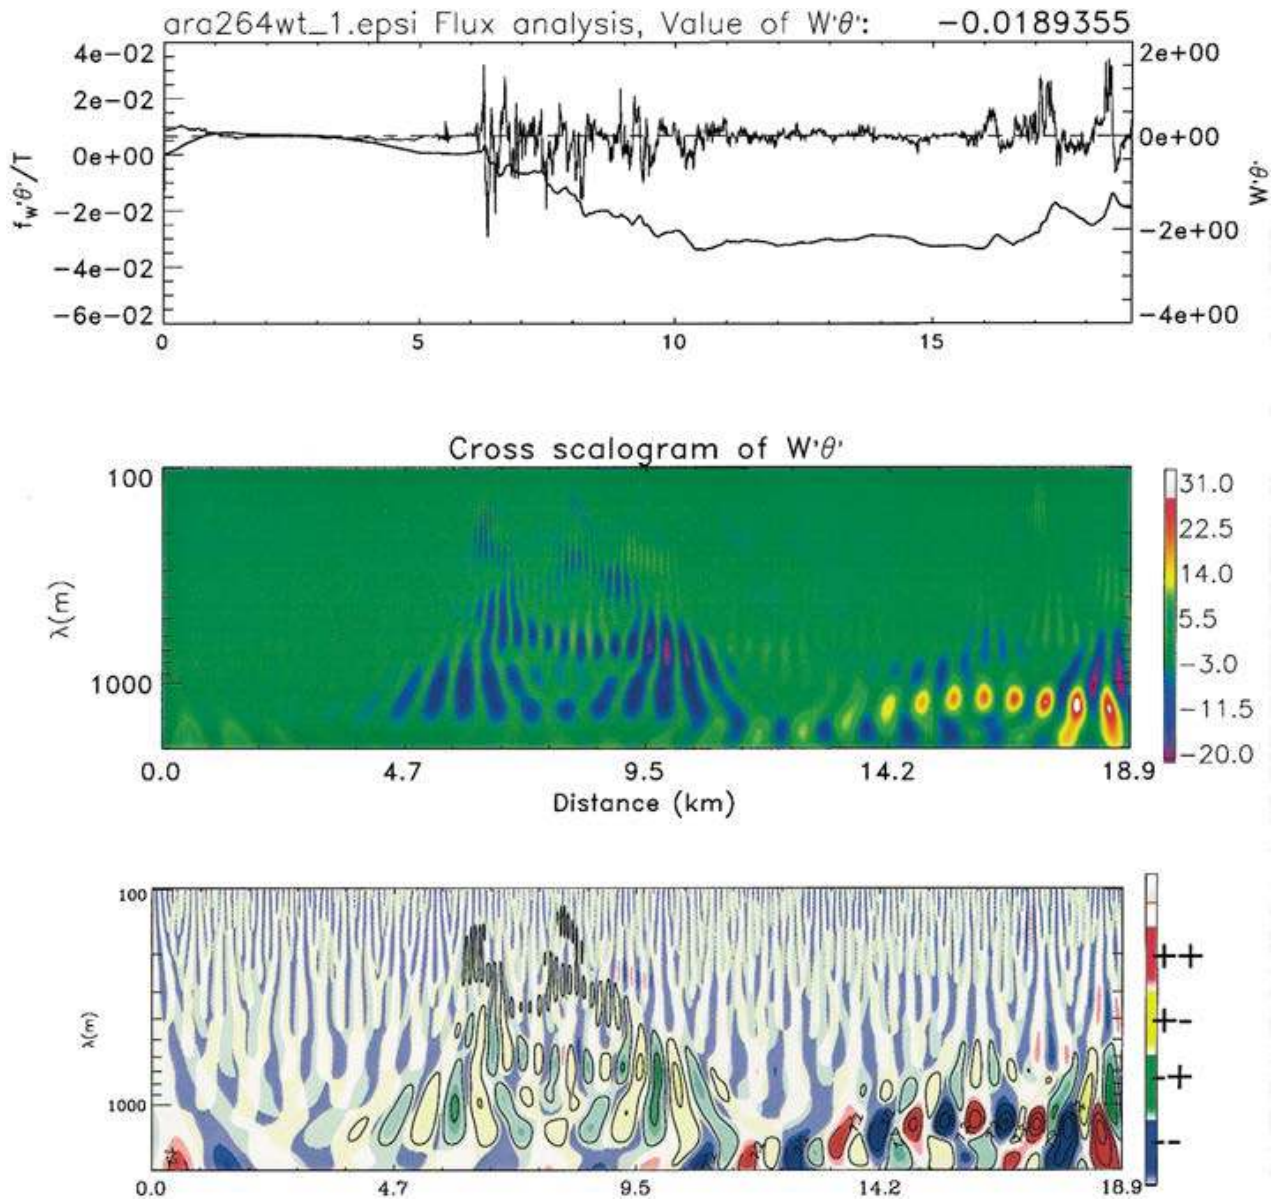 ara264wt_1.epsi Flux analysis, Value of W'θ': -0.0189355
4e-02
2e-02
0e+00
-2e-02
-4e-02
-6e-02
f_w'θ'/T
2e+00
0e+00
-2e+00
-4e+00
W'θ'
0 5 10 15
Cross scalogram of W'θ'
100
1000
λ(m)
31.0
22.5
14.0
5.5
-3.0
-11.5
-20.0
0.0 4.7 9.5 14.2 18.9
Distance (km)
100
1000
λ(m)
++
+-
-+
--
0.0 4.7 9.5 14.2 18.9